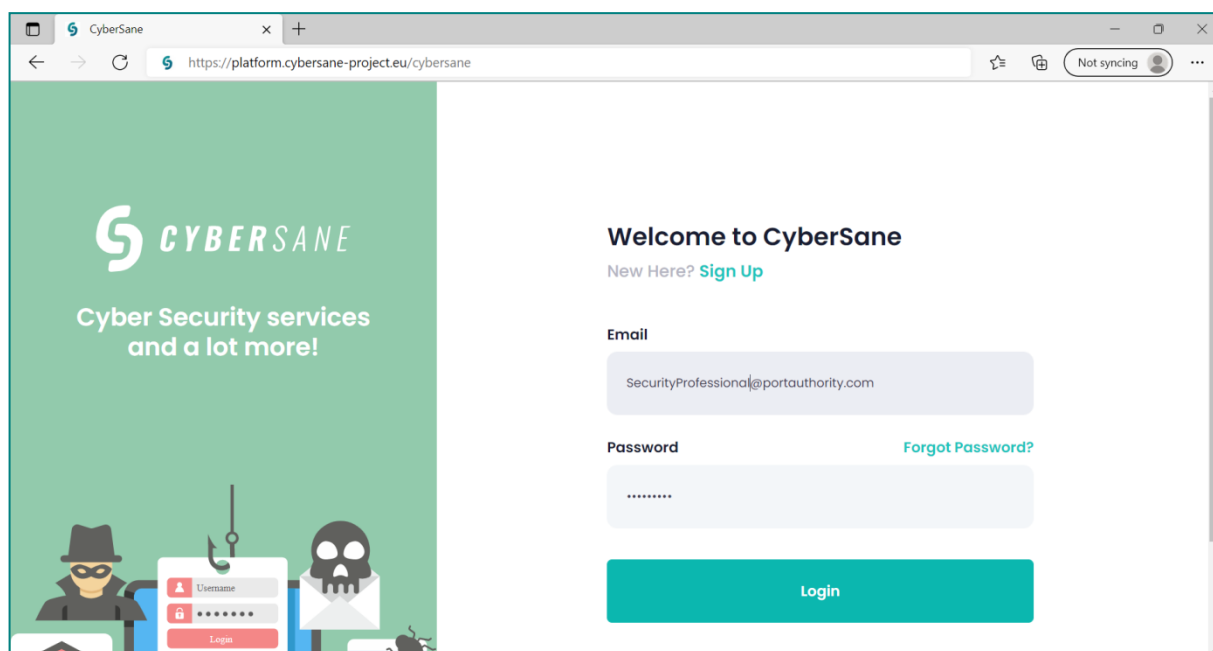 CyberSane
https://platform.cybersane-project.eu/cybersane
Not syncing
CYBERSANE
Cyber Security services
and a lot more!
Username
Login
Welcome to CyberSane
New Here? Sign Up
Email
SecurityProfessional@portauthority.com
Password Forgot Password?
•••••••••
Login